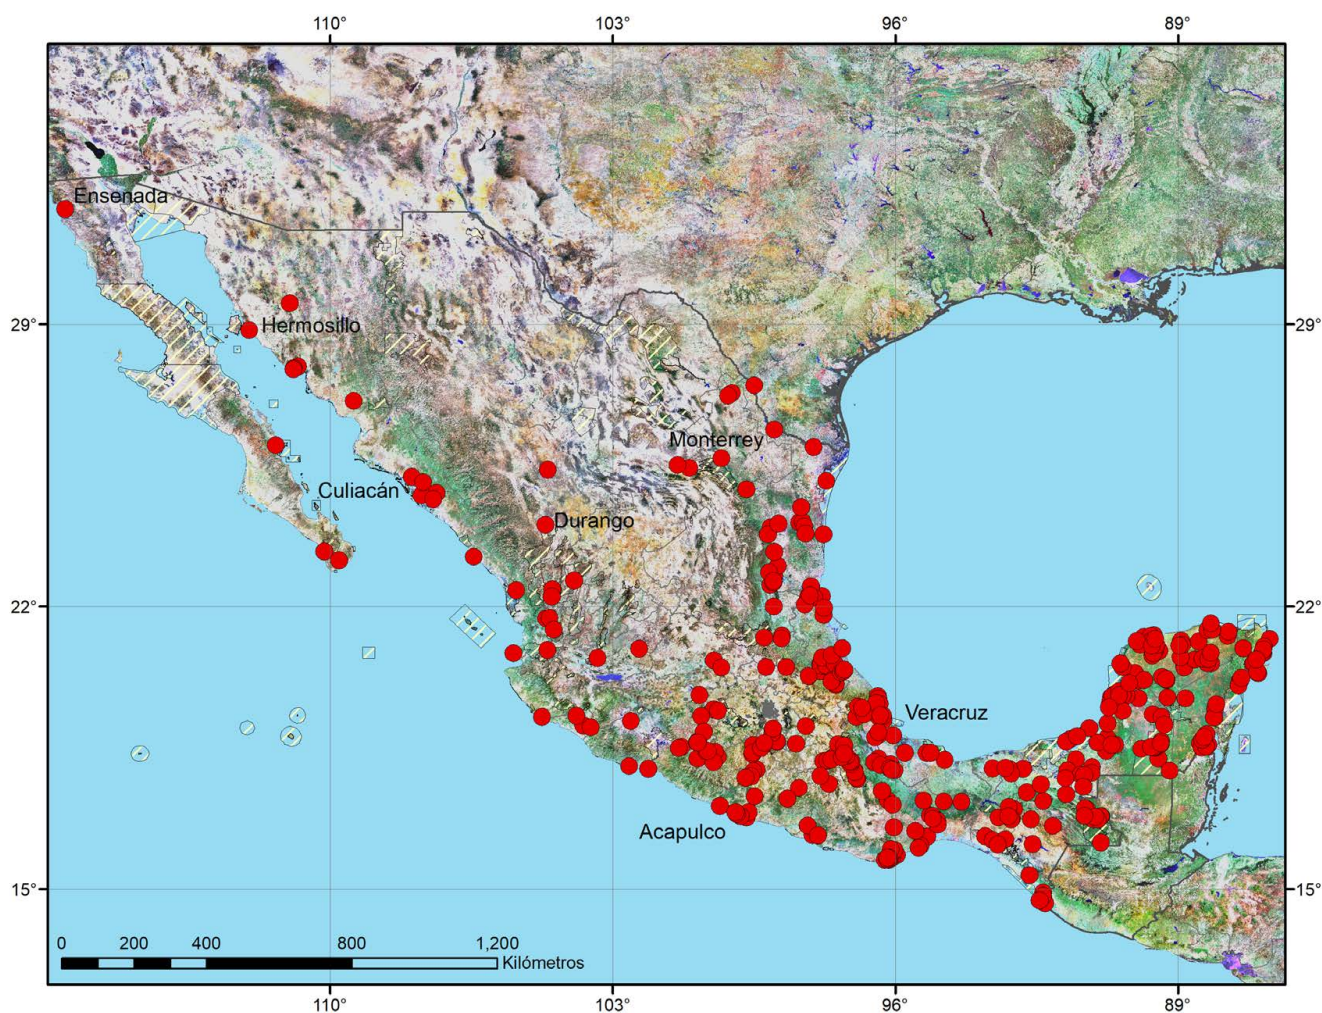 110° 103° 96° 89°
Ensenada
29° Hermosillo 29°
Monterrey
Culiacán
Durango
22° 22°
Veracruz
Acapulco
15° 15°
0 200 400 800 1,200
Kilómetros
110° 103° 96° 89°